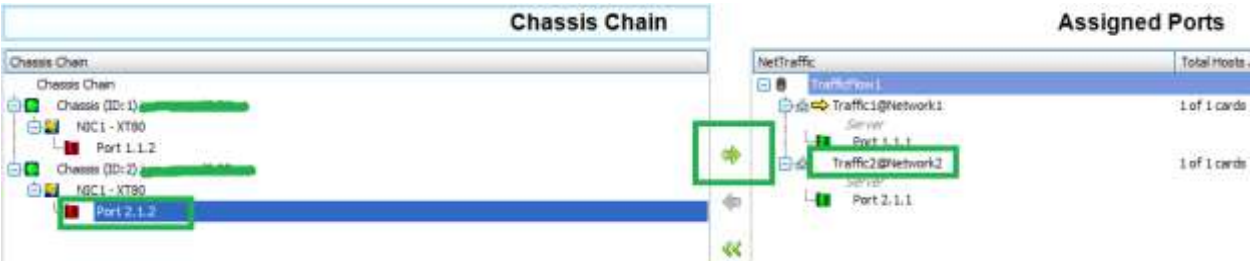 Chassis Chain
Assigned Ports
Chassis Chain
Chassis Chain
Chassis (ID: 1)
NIC1 - XT80
Port 1.1.2
Chassis (ID: 2)
NIC1 - XT80
Port 2.1.2
NetTraffic
Total Hosts
TrafficFlow1
Traffic1@Network1
1 of 1 cards
Server
Port 1.1.1
Traffic2@Network2
1 of 1 cards
Server
Port 2.1.1